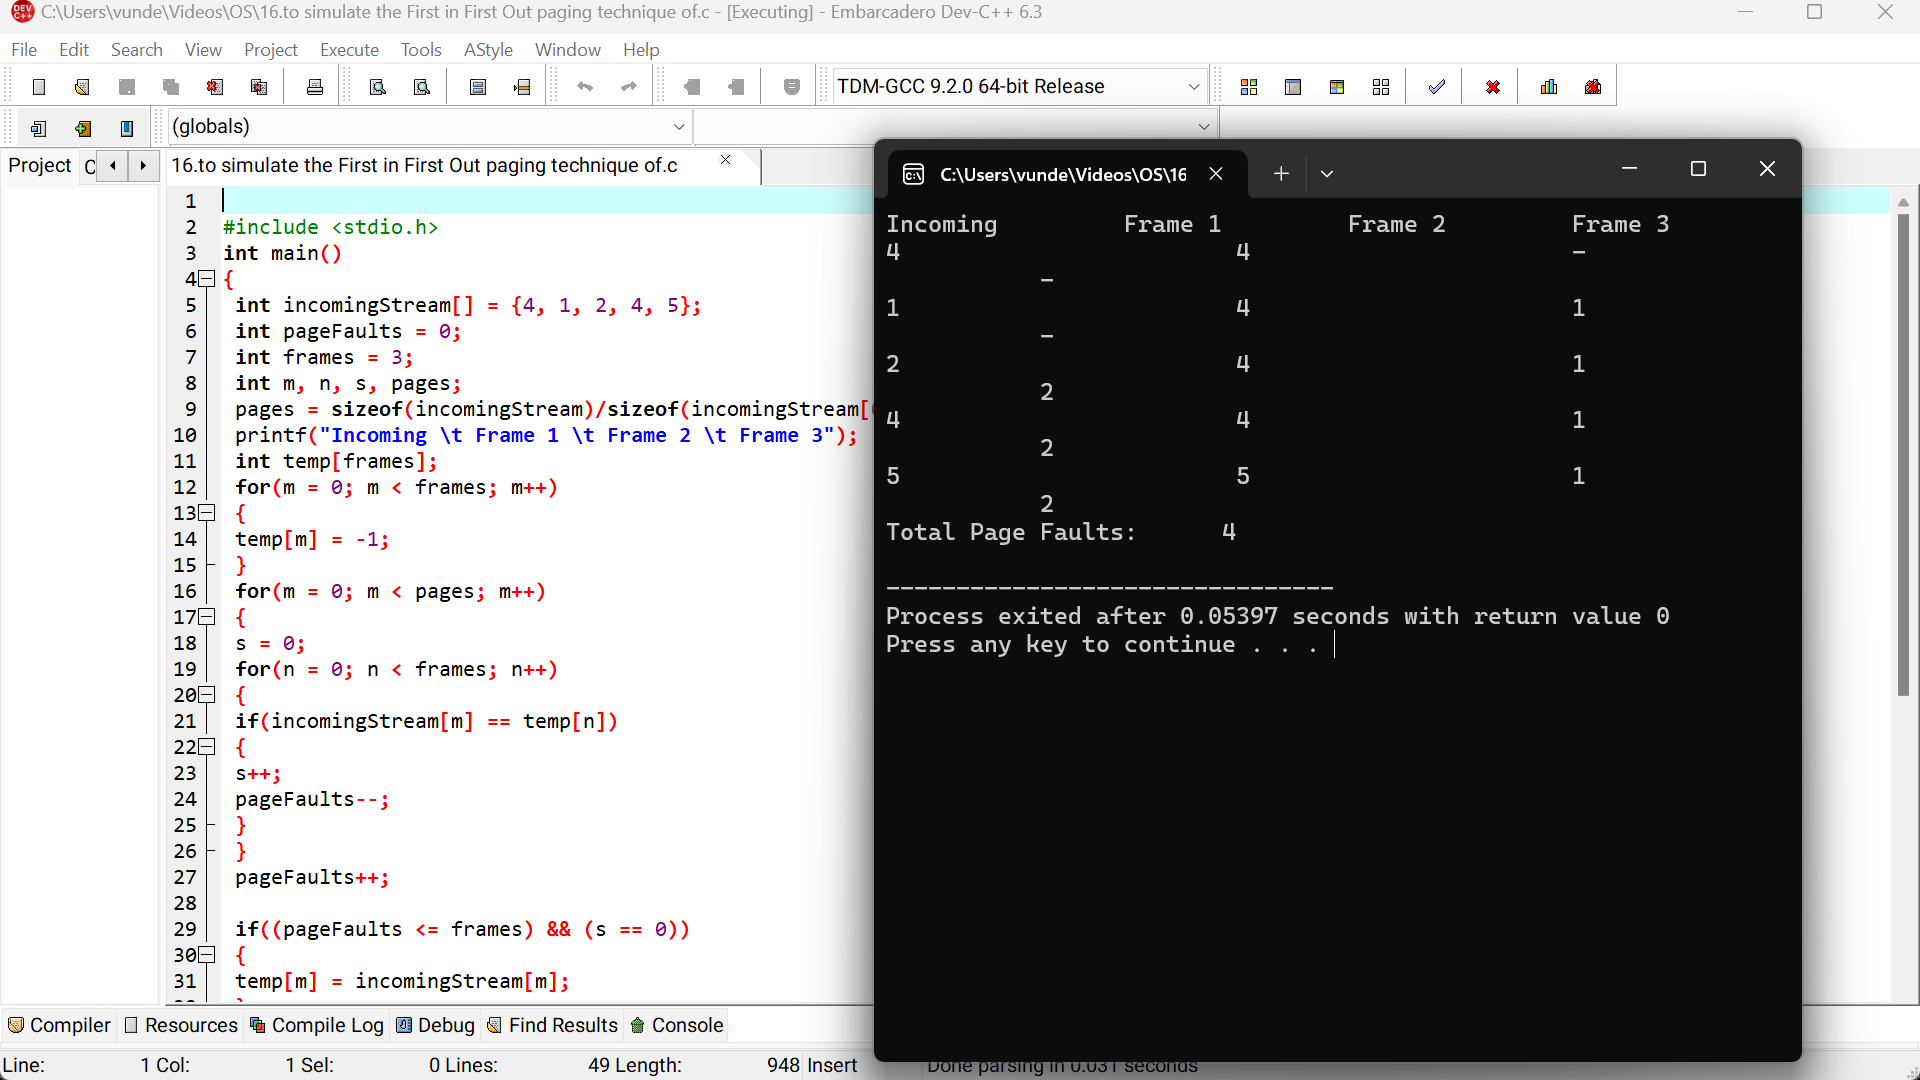 C:\Users\vunde\Videos\OS\16.to simulate the First in First Out paging technique of.c - [Executing] - Embarcadero Dev-C++ 6.3
File Edit Search View Project Execute Tools AStyle Window Help
TDM-GCC 9.2.0 64-bit Release
(globals)
Project
16.to simulate the First in First Out paging technique of.c
1
2 #include <stdio.h>
3 int main()
4 {
5 int incomingStream[] = {4, 1, 2, 4, 5};
6 int pageFaults = 0;
7 int frames = 3;
8 int m, n, s, pages;
9 pages = sizeof(incomingStream)/sizeof(incomingStream[
10 printf("Incoming \t Frame 1 \t Frame 2 \t Frame 3");
11 int temp[frames];
12 for(m = 0; m < frames; m++)
13 {
14 temp[m] = -1;
15 }
16 for(m = 0; m < pages; m++)
17 {
18 s = 0;
19 for(n = 0; n < frames; n++)
20 {
21 if(incomingStream[m] == temp[n])
22 {
23 s++;
24 pageFaults--;
25 }
26 }
27 pageFaults++;
28
29 if((pageFaults <= frames) && (s == 0))
30 {
31 temp[m] = incomingStream[m];
C:\Users\vunde\Videos\OS\16
Incoming Frame 1 Frame 2 Frame 3
4 4 -
-
1 4 1
-
2 4 1
2
4 4 1
2
5 5 1
2
Total Page Faults: 4
--------------------------------
Process exited after 0.05397 seconds with return value 0
Press any key to continue . . .
Compiler Resources Compile Log Debug Find Results Console
Line: 1 Col: 1 Sel: 0 Lines: 49 Length: 948 Insert Done parsing in 0.031 seconds